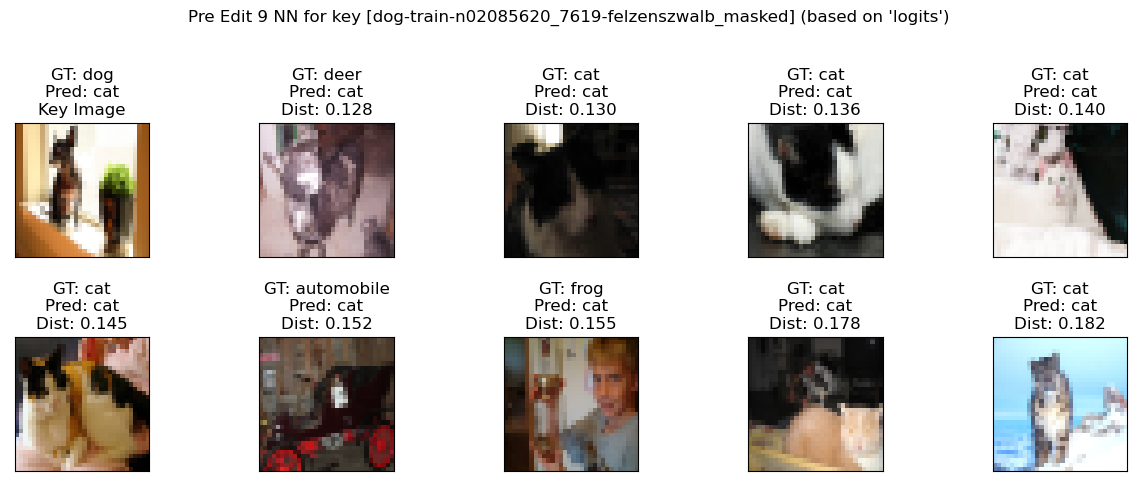 Pre Edit 9 NN for key [dog-train-n02085620_7619-felzenszwalb_masked] (based on 'logits')
GT: dog
Pred: cat
Key Image
GT: deer
Pred: cat
Dist: 0.128
GT: cat
Pred: cat
Dist: 0.130
GT: cat
Pred: cat
Dist: 0.136
GT: cat
Pred: cat
Dist: 0.140
GT: cat
Pred: cat
Dist: 0.145
GT: automobile
Pred: cat
Dist: 0.152
GT: frog
Pred: cat
Dist: 0.155
GT: cat
Pred: cat
Dist: 0.178
GT: cat
Pred: cat
Dist: 0.182